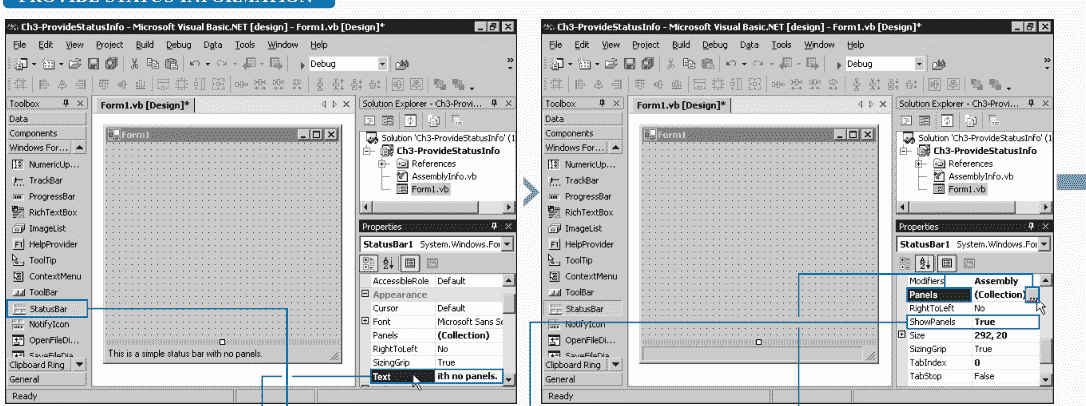 PROVIDE STATUS INFORMATION
Ch3-ProvideStatusInfo - Microsoft Visual Basic.NET [design] - Form1.vb [Design]*
File Edit View Project Build Debug Data Tools Window Help
Debug
Toolbox
Data
Components
Windows For...
NumericUp...
TrackBar
ProgressBar
RichTextBox
ImageList
HelpProvider
ToolTip
ContextMenu
ToolBar
StatusBar
NotifyIcon
OpenFileDi...
SaveFileDia
Clipboard Ring
General
Ready
Form1.vb [Design]*
Form1
This is a simple status bar with no panels.
Solution Explorer - Ch3-Provi...
Solution 'Ch3-ProvideStatusInfo' (1
Ch3-ProvideStatusInfo
References
AssemblyInfo.vb
Form1.vb
Properties
StatusBar1 System.Windows.For
AccessibleRole Default
Appearance
Cursor Default
Font Microsoft Sans Se
Panels (Collection)
RightToLeft No
SizingGrip True
Text ith no panels.
Ch3-ProvideStatusInfo - Microsoft Visual Basic.NET [design] - Form1.vb [Design]*
File Edit View Project Build Debug Data Tools Window Help
Debug
Toolbox
Data
Components
Windows For...
NumericUp...
TrackBar
ProgressBar
RichTextBox
ImageList
HelpProvider
ToolTip
ContextMenu
ToolBar
StatusBar
NotifyIcon
OpenFileDi...
SaveFileDia
Clipboard Ring
General
Ready
Form1.vb [Design]*
Form1
Solution Explorer - Ch3-Provi...
Solution 'Ch3-ProvideStatusInfo' (1
Ch3-ProvideStatusInfo
References
AssemblyInfo.vb
Form1.vb
Properties
StatusBar1 System.Windows.For
Modifiers Assembly
Panels (Collection) ...
RightToLeft No
ShowPanels True
Size 292, 20
SizingGrip True
TabIndex 0
TabStop False